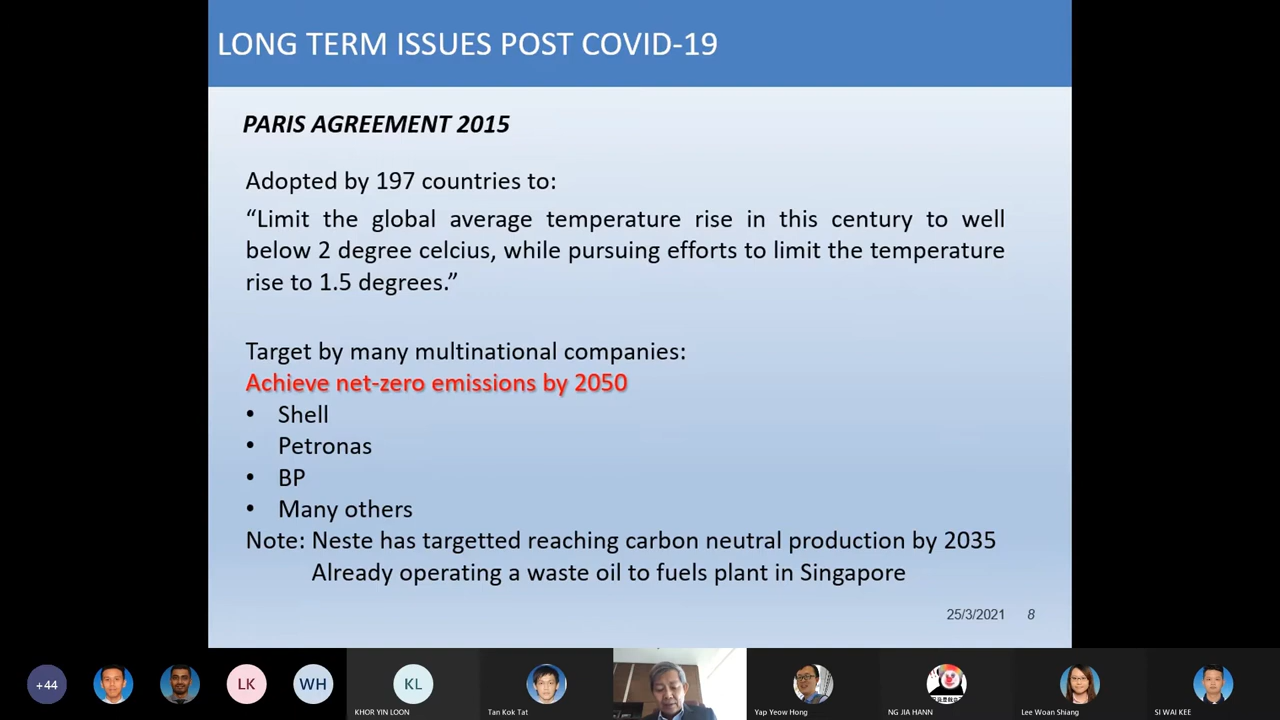 LONG TERM ISSUES POST COVID-19
PARIS AGREEMENT 2015
Adopted by 197 countries to:
“Limit the global average temperature rise in this century to well
below 2 degree celcius, while pursuing efforts to limit the temperature
rise to 1.5 degrees.”
Target by many multinational companies:
Achieve net-zero emissions by 2050
• Shell
• Petronas
• BP
• Many others
Note: Neste has targetted reaching carbon neutral production by 2035
Already operating a waste oil to fuels plant in Singapore
25/3/2021 8
+44
LK
WH
KL
KHOR YIN LOON
Tan Kok Tat
Yap Yeow Hong
NG JIA HANN
Lee Woan Shiang
SI WAI KEE